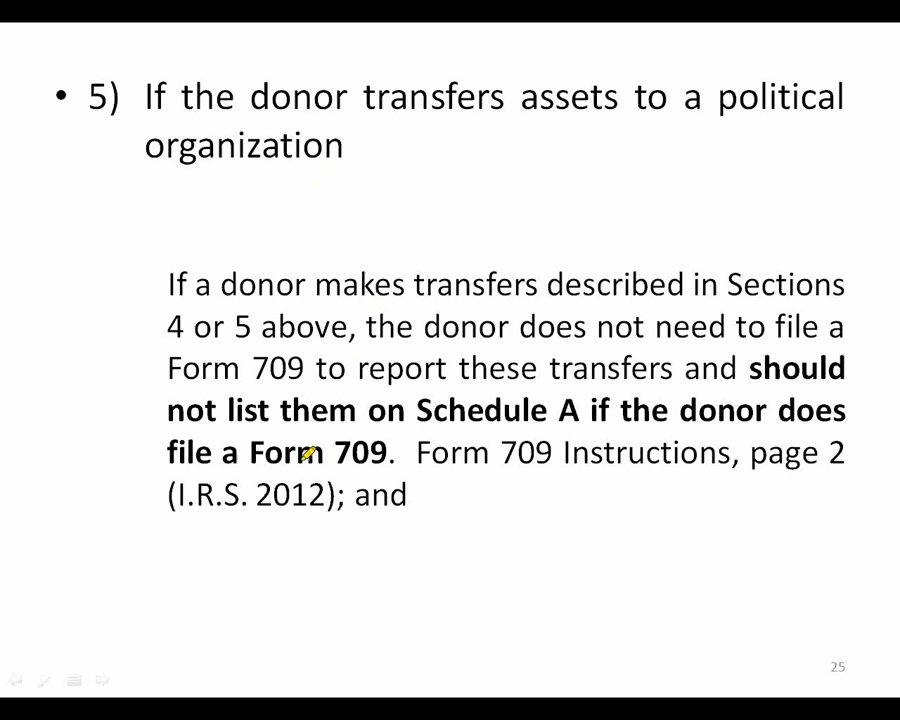 • 5) If the donor transfers assets to a political
organization
If a donor makes transfers described in Sections
4 or 5 above, the donor does not need to file a
Form 709 to report these transfers and should
not list them on Schedule A if the donor does
file a Form 709. Form 709 Instructions, page 2
(I.R.S. 2012); and
25